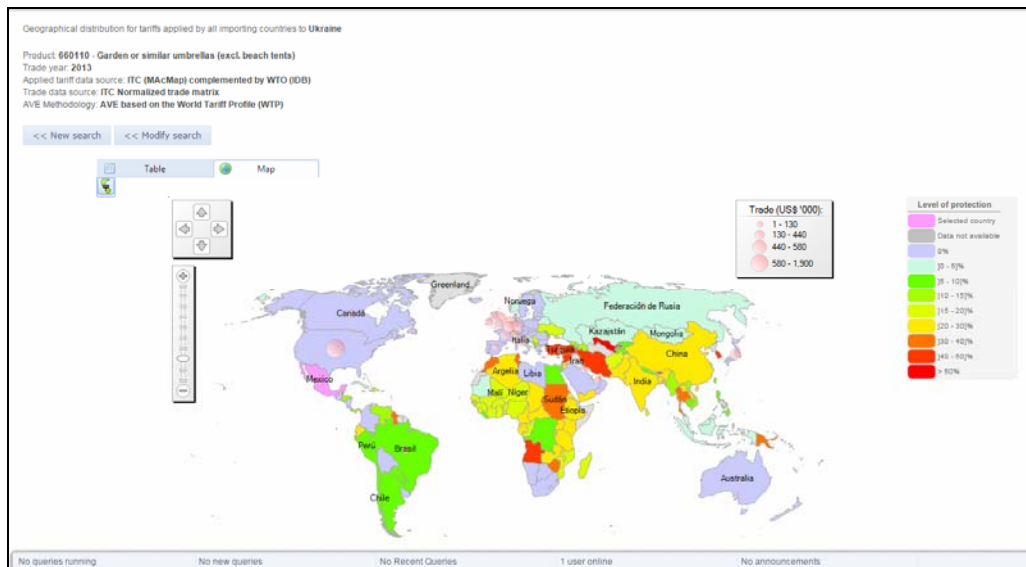 Geographical distribution for tariffs applied by all importing countries to Ukraine
Product: 660110 - Garden or similar umbrellas (excl. beach tents)
Trade year: 2013
Applied tariff data source: ITC (MAcMap) complemented by WTO (IDB)
Trade data source: ITC Normalized trade matrix
AVE Methodology: AVE based on the World Tariff Profile (WTP)
<< New search << Modify search
Table Map
Trade (US$ '000):
1 - 130
130 - 440
440 - 580
580 - 1,900
Level of protection
Selected country
Data not available
0%
]0 - 5]%
]5 - 10]%
]10 - 15]%
]15 - 20]%
]20 - 30]%
]30 - 40]%
]40 - 50]%
> 50%
Greenland
Noruega
Federación de Rusia
Canadá
Kazajstán
Mongolia
Italia
Turquía
China
Mexico
Argelia
Libia
Iran
India
Malí
Níger
Sudán
Etiopía
Perú
Brasil
Chile
Australia
No queries running No new queries No Recent Queries 1 user online No announcements